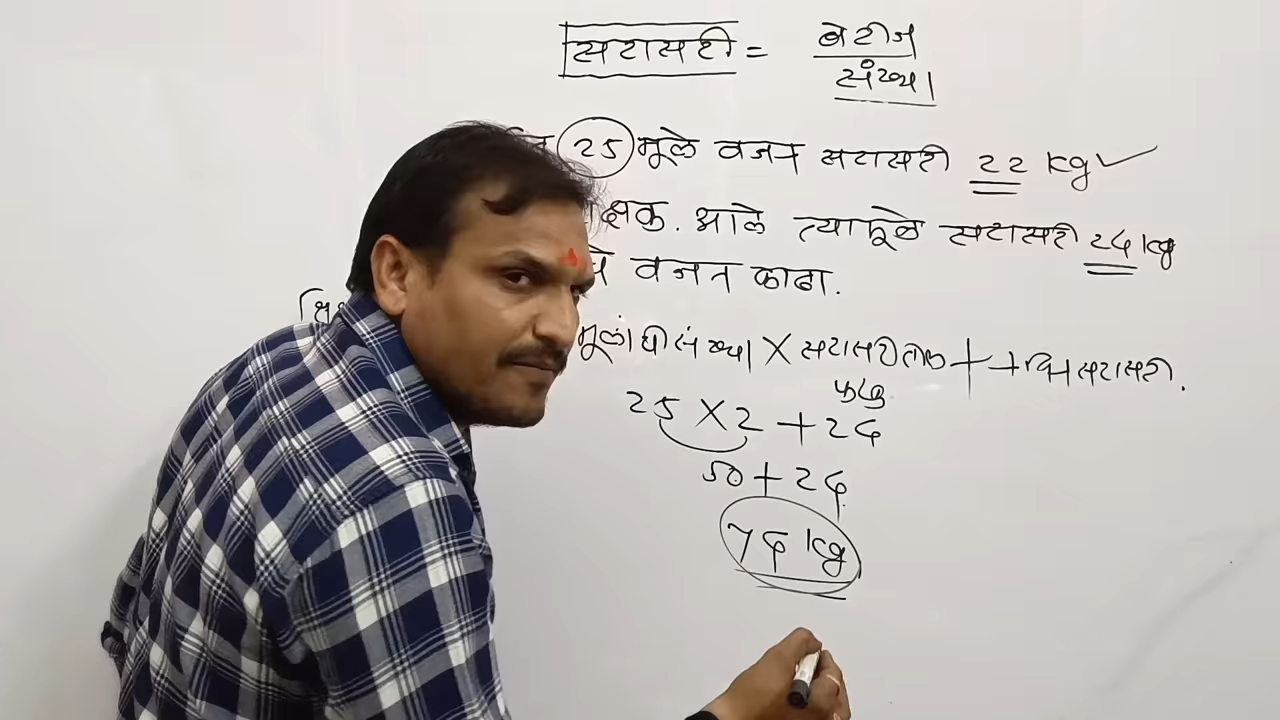 सरासरी = बेरीज
संख्या
25 मूले वजन सरासरी 22 kg ✓
क्षक. आले त्यामूळे सरासरी 24 kg
वजन काढा.
मूलांची संख्या × सरासरीतील + नविन सरासरी.
फरक
25 × 2 + 24
50 + 24
74 kg